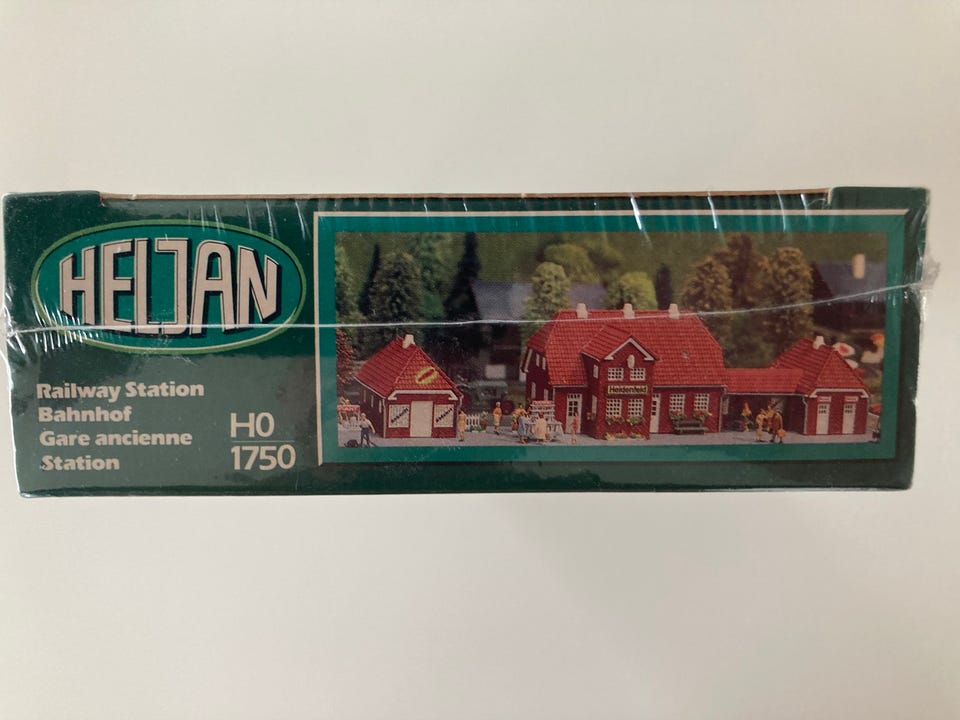 HELJAN
Railway Station
Bahnhof
Gare ancienne
Station
H0
1750